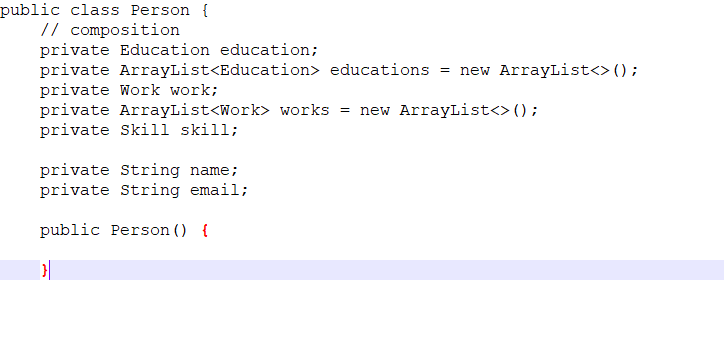 public class Person {
    // composition
    private Education education;
    private ArrayList<Education> educations = new ArrayList<>();
    private Work work;
    private ArrayList<Work> works = new ArrayList<>();
    private Skill skill;

    private String name;
    private String email;

    public Person() {

    }